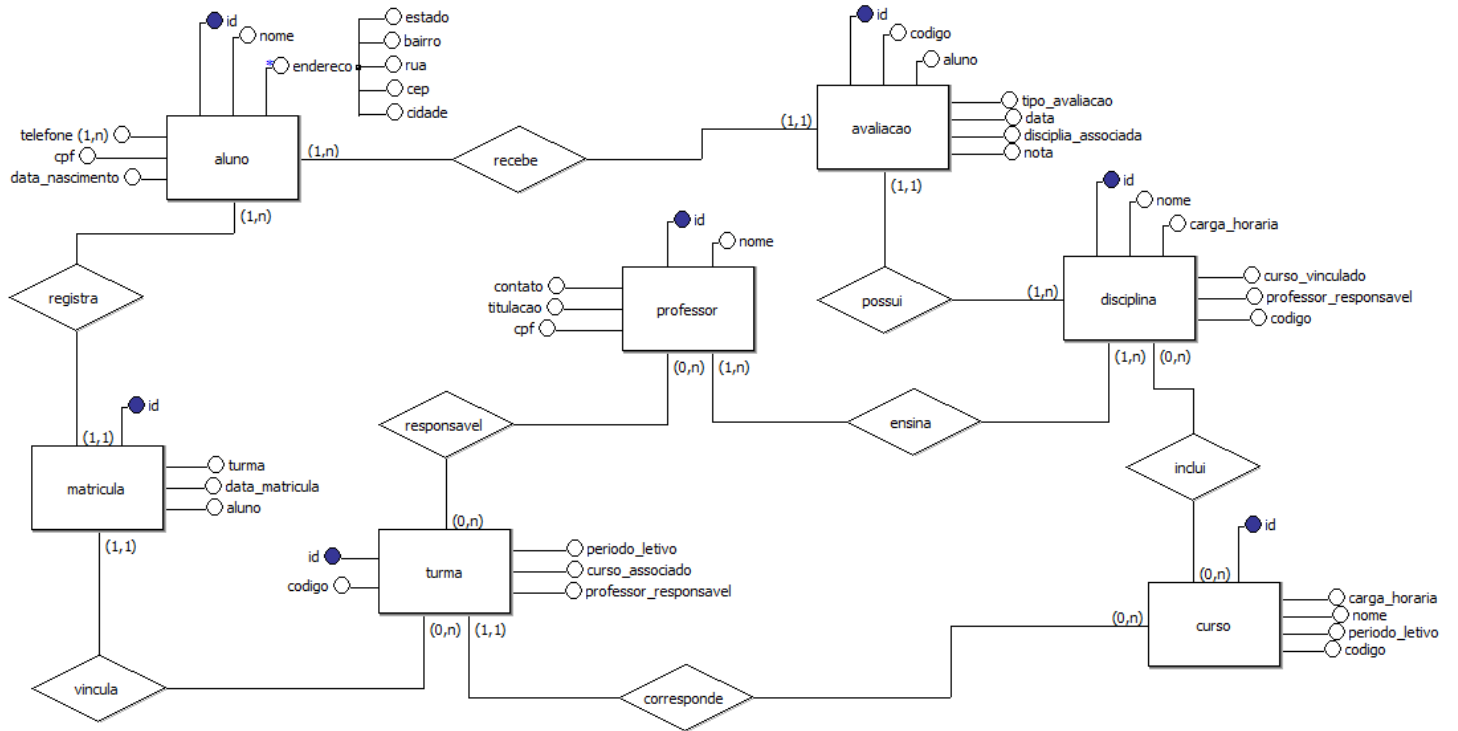 id
nome
* endereco
estado
bairro
rua
cep
cidade
telefone (1,n)
cpf
data_nascimento
aluno
(1,n)
(1,n)
recebe
(1,1)
id
codigo
aluno
avaliacao
tipo_avaliacao
data
disciplia_associada
nota
(1,1)
possui
(1,n)
id
nome
carga_horaria
disciplina
curso_vinculado
professor_responsavel
codigo
(1,n)
(0,n)
registra
id
nome
contato
titulacao
cpf
professor
(0,n)
(1,n)
responsavel
ensina
inclui
id
(1,1)
matricula
turma
data_matricula
aluno
(1,1)
(0,n)
id
codigo
turma
periodo_letivo
curso_associado
professor_responsavel
(0,n)
(1,1)
vincula
corresponde
(0,n)
id
(0,n)
curso
carga_horaria
nome
periodo_letivo
codigo